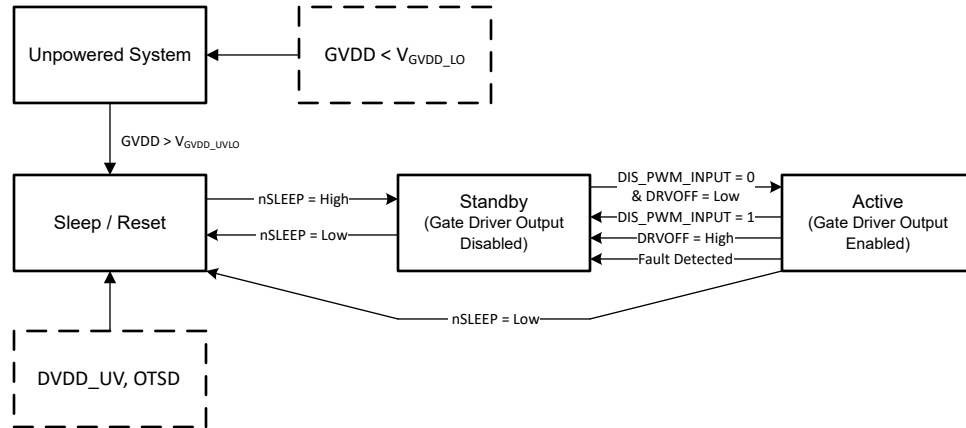 Unpowered System
GVDD < VGVDD_LO
GVDD > VGVDD_UVLO
Sleep / Reset
nSLEEP = High
nSLEEP = Low
Standby
(Gate Driver Output
Disabled)
DIS_PWM_INPUT = 0
& DRVOFF = Low
DIS_PWM_INPUT = 1
DRVOFF = High
Fault Detected
Active
(Gate Driver Output
Enabled)
nSLEEP = Low
DVDD_UV, OTSD